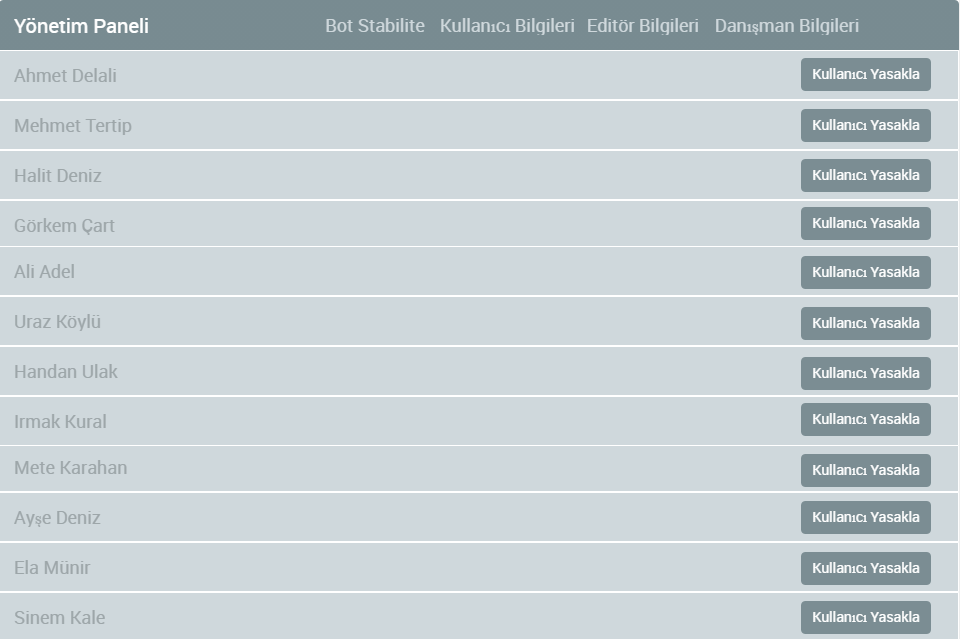 Yönetim Paneli Bot Stabilite Kullanıcı Bilgileri Editör Bilgileri Danışman Bilgileri
Ahmet Delali Kullanıcı Yasakla
Mehmet Tertip Kullanıcı Yasakla
Halit Deniz Kullanıcı Yasakla
Görkem Çart Kullanıcı Yasakla
Ali Adel Kullanıcı Yasakla
Uraz Köylü Kullanıcı Yasakla
Handan Ulak Kullanıcı Yasakla
Irmak Kural Kullanıcı Yasakla
Mete Karahan Kullanıcı Yasakla
Ayşe Deniz Kullanıcı Yasakla
Ela Münir Kullanıcı Yasakla
Sinem Kale Kullanıcı Yasakla